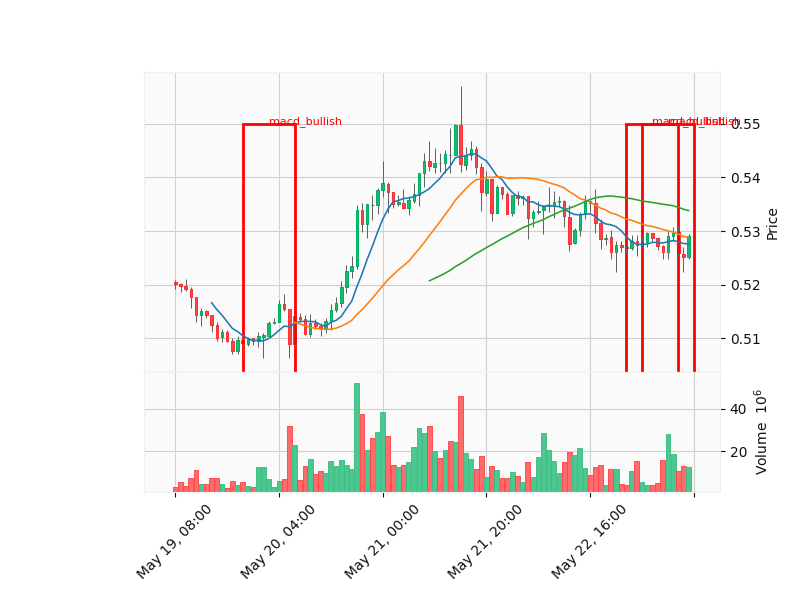 macd_bullish
macd_bullish
0.55
0.54
0.53
0.52
0.51
Price
40
20
Volume 10^6
May 19, 08:00
May 20, 04:00
May 21, 00:00
May 21, 20:00
May 22, 16:00